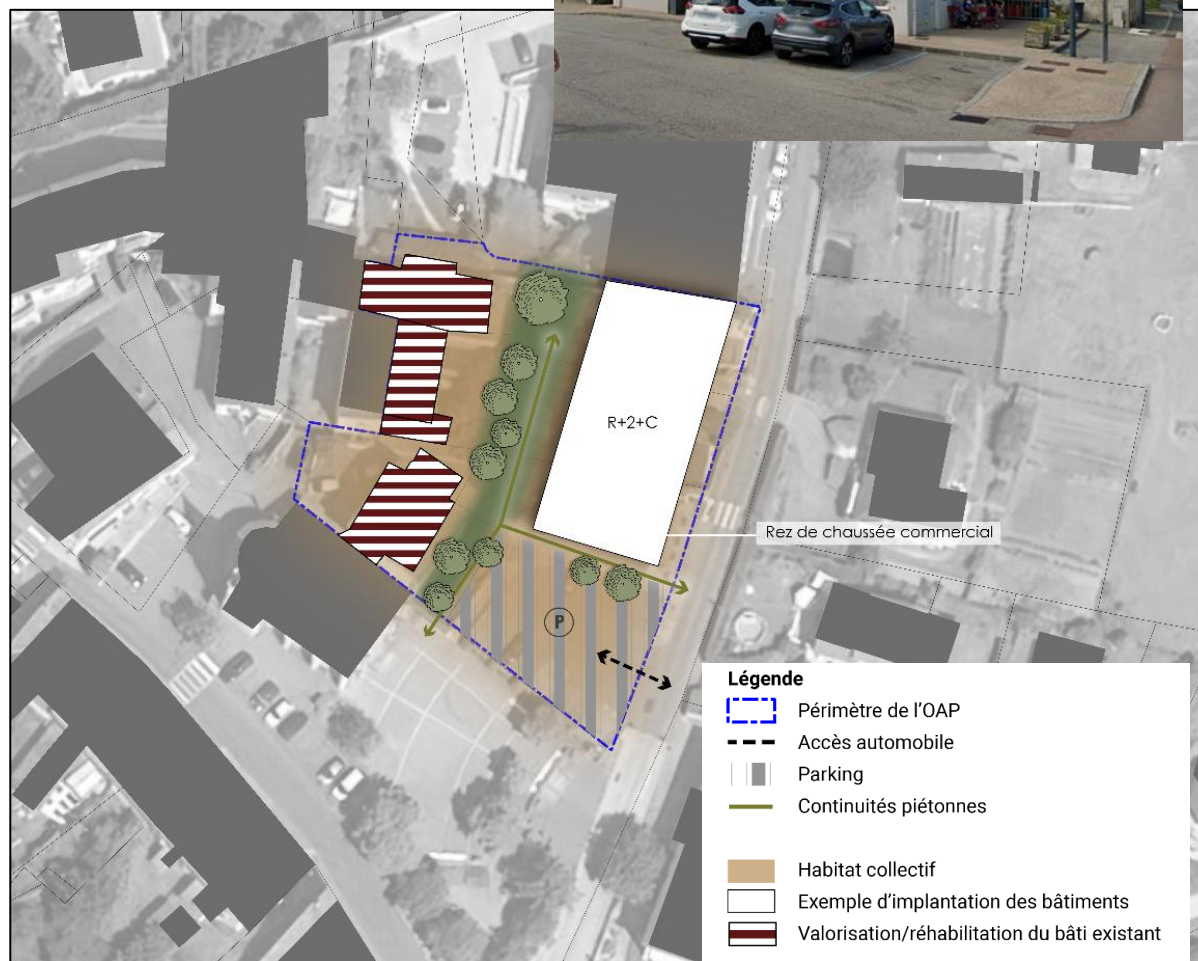 R+2+C
Rez de chaussée commercial
P
Légende
Périmètre de l'OAP
Accès automobile
Parking
Continuités piétonnes
Habitat collectif
Exemple d'implantation des bâtiments
Valorisation/réhabilitation du bâti existant